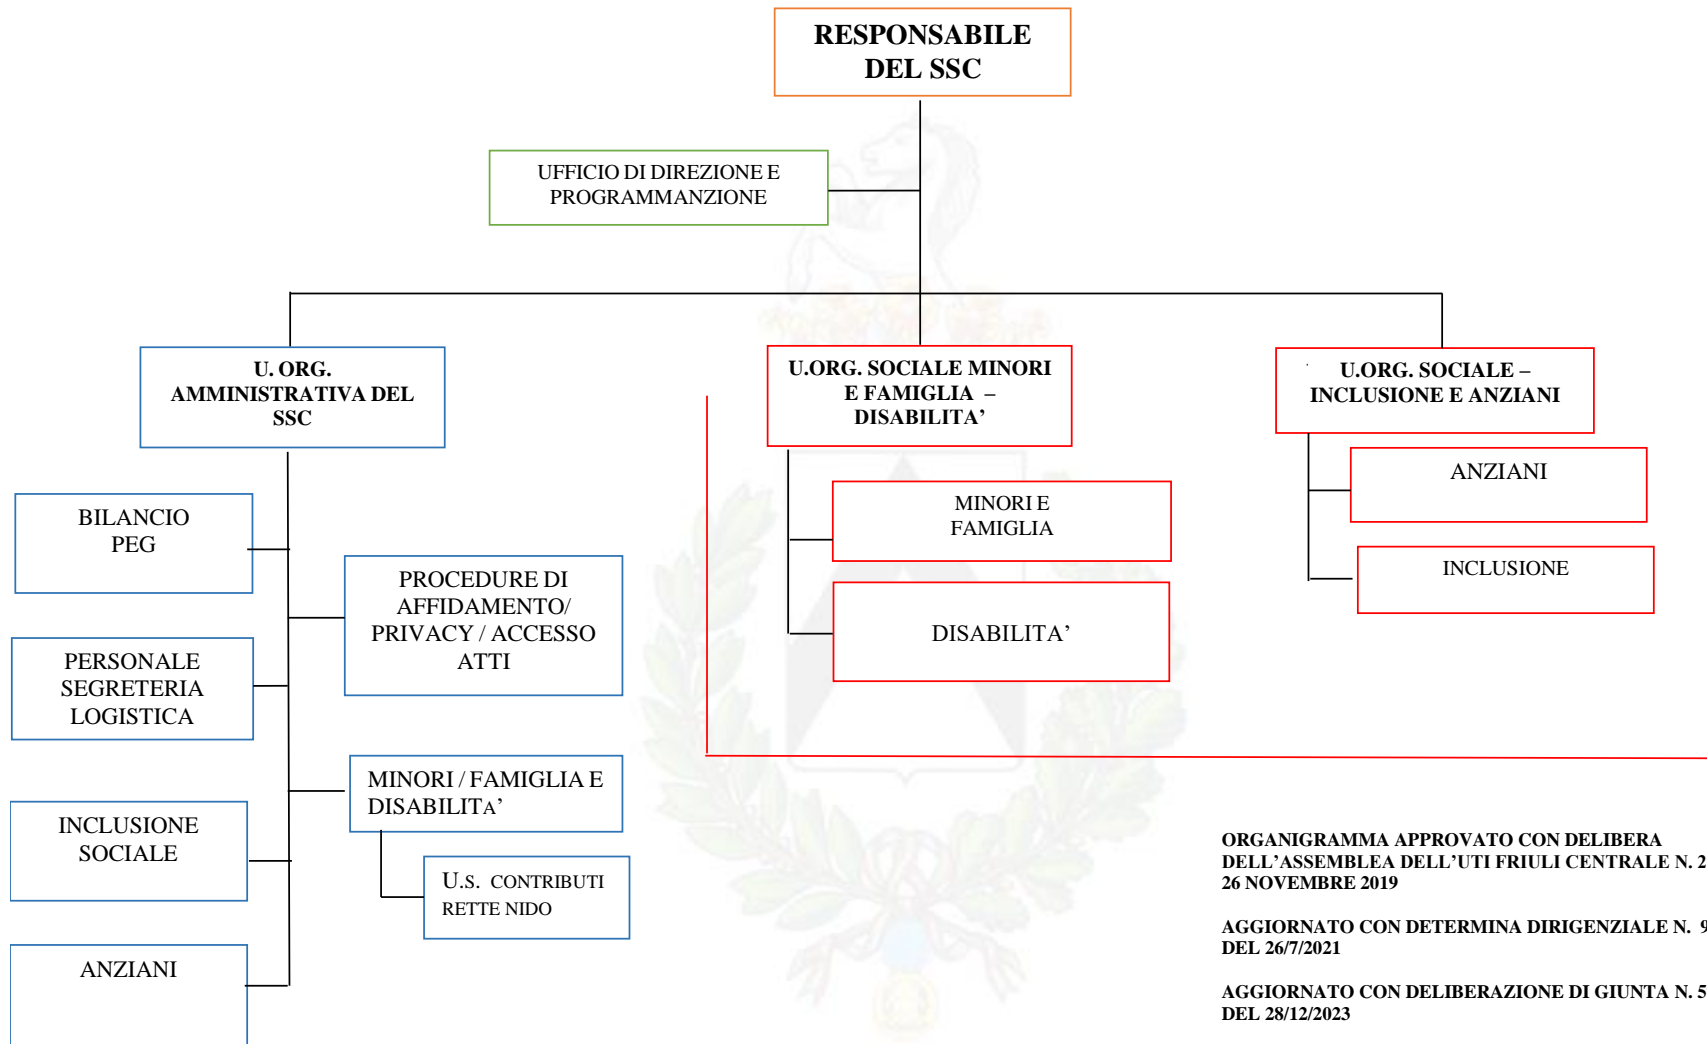 RESPONSABILE
DEL SSC
UFFICIO DI DIREZIONE E
PROGRAMMANZIONE
U. ORG.
AMMINISTRATIVA DEL
SSC
U.ORG. SOCIALE MINORI
E FAMIGLIA –
DISABILITA’
U.ORG. SOCIALE –
INCLUSIONE E ANZIANI
BILANCIO
PEG
PROCEDURE DI
AFFIDAMENTO/
PRIVACY / ACCESSO
ATTI
PERSONALE
SEGRETERIA
LOGISTICA
MINORI / FAMIGLIA E
DISABILITA’
INCLUSIONE
SOCIALE
U.S. CONTRIBUTI
RETTE NIDO
ANZIANI
MINORI E
FAMIGLIA
DISABILITA’
ANZIANI
INCLUSIONE
ORGANIGRAMMA APPROVATO CON DELIBERA
DELL’ASSEMBLEA DELL’UTI FRIULI CENTRALE N. 2
26 NOVEMBRE 2019
AGGIORNATO CON DETERMINA DIRIGENZIALE N. 9
DEL 26/7/2021
AGGIORNATO CON DELIBERAZIONE DI GIUNTA N. 5
DEL 28/12/2023